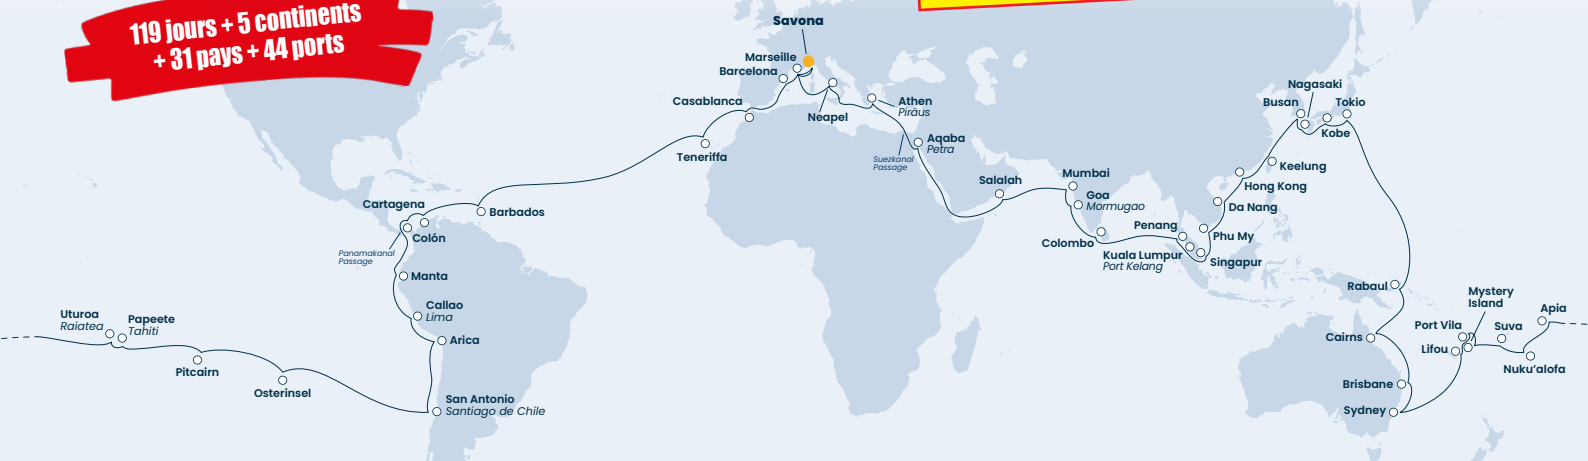 119 jours + 5 continents
+ 31 pays + 44 ports
Savona
Marseille
Barcelona
Casablanca
Teneriffa
Neapel
Athen
Piräus
Suezkanal
Passage
Aqaba
Petra
Salalah
Mumbai
Goa
Mormugao
Colombo
Penang
Kuala Lumpur
Port Kelang
Singapur
Phu My
Da Nang
Hong Kong
Keelung
Busan
Nagasaki
Kobe
Tokio
Rabaul
Cairns
Brisbane
Sydney
Lifou
Port Vila
Mystery
Island
Suva
Nuku‘alofa
Apia
Uturoa
Raiatea
Papeete
Tahiti
Pitcairn
Osterinsel
San Antonio
Santiago de Chile
Arica
Callao
Lima
Manta
Panamakanal
Passage
Colón
Cartagena
Barbados